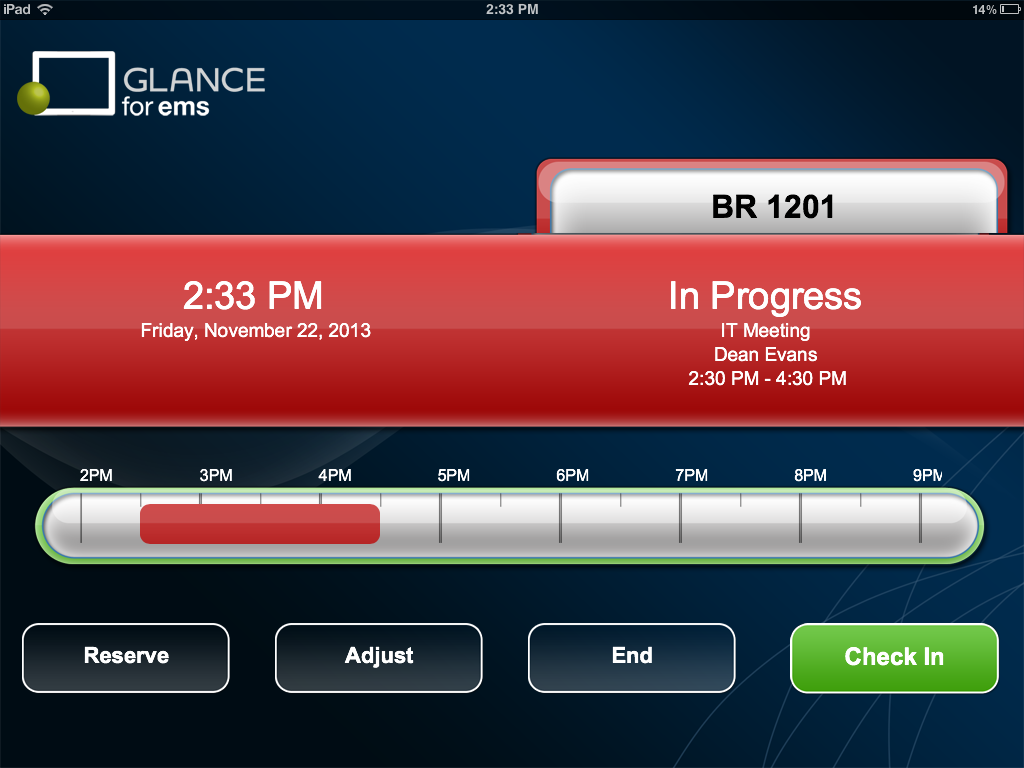 iPad 2:33 PM 14%
GLANCE
for ems
BR 1201
2:33 PM
Friday, November 22, 2013
In Progress
IT Meeting
Dean Evans
2:30 PM - 4:30 PM
2PM 3PM 4PM 5PM 6PM 7PM 8PM 9PM
Reserve Adjust End Check In